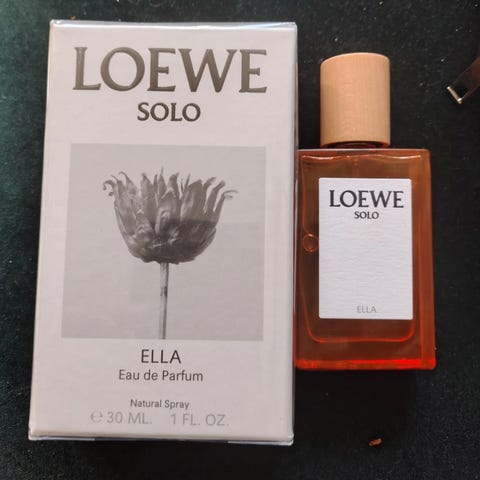 LOEWE
SOLO
ELLA
Eau de Parfum
Natural Spray
℮ 30 ML. 1 FL. OZ.
LOEWE
SOLO
ELLA